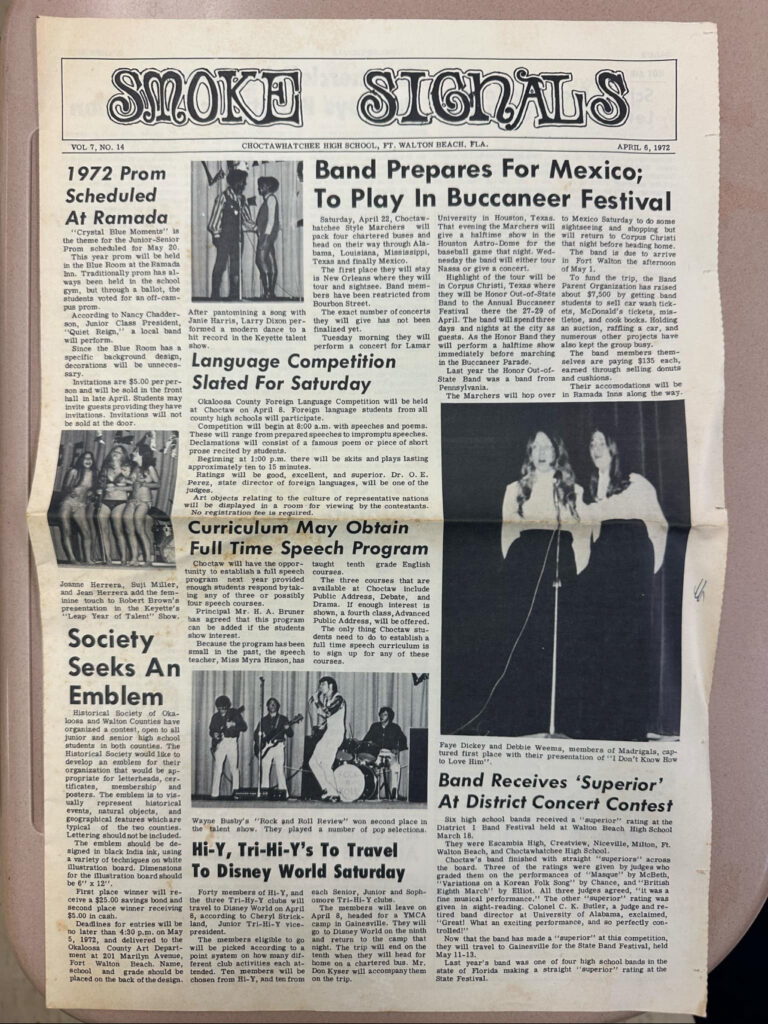 SMOKE SIGNALS
VOL 7, NO. 14
CHOCTAWHATCHEE HIGH SCHOOL, FT. WALTON BEACH, FLA.
APRIL 6, 1972
1972 Prom
Scheduled
At Ramada
"Crystal Blue Moments" is
the theme for the Junior-Senior
Prom scheduled for May 20.
This year prom will be held
in the Blue Room at the Ramada
Inn. Traditionally prom has al-
ways been held in the school
gym, but through a ballot, the
students voted for an off-cam-
pus prom.
According to Nancy Chadder-
son, Junior Class President,
"Quiet Reign," a local band
will perform.
Since the Blue Room has a
specific background design,
decorations will be unneces-
sary.
Invitations are $5.00 per per-
son and will be sold in the front
hall in late April. Students may
invite guests providing they have
invitations. Invitations will not
be sold at the door.
Joanne Herrera, Suji Miller,
and Jean Herrera add the fem-
inine touch to Robert Brown's
presentation in the Keyette's
"Leap Year of Talent" Show.
Society
Seeks An
Emblem
Historical Society of Oka-
loosa and Walton Counties have
organized a contest, open to all
junior and senior high school
students in both counties. The
Historical Society would like to
develop an emblem for their
organization that would be ap-
propriate for letterheads, cer-
tificates, membership and
posters. The emblem is to vis-
ually represent historical
events, natural objects, and
geographical features which are
typical of the two counties.
Lettering should not be included.
The emblem should be de-
signed in black India ink, using
a variety of techniques on white
illustration board. Dimensions
for the illustration board should
be 6" x 12".
First place winner will re-
ceive a $25.00 savings bond and
second place winner receiving
$5.00 in cash.
Deadlines for entries will be
no later than 4:30 p.m. on May
5, 1972, and delivered to the
Okaloosa County Art Depart-
ment at 201 Marilyn Avenue,
Fort Walton Beach. Name,
school and grade should be
placed on the back of the design.
After pantomining a song with
Janie Harris, Larry Dixon per-
formed a modern dance to a
hit record in the Keyette talent
show.
Band Prepares For Mexico;
To Play In Buccaneer Festival
Saturday, April 22, Choctaw-
hatchee Style Marchers will
pack four chartered buses and
head on their way through Ala-
bama, Louisiana, Mississippi,
Texas and finally Mexico.
The first place they will stay
is New Orleans where they will
tour and sightsee. Band mem-
bers have been restricted from
Bourbon Street.
The exact number of concerts
they will give has not been
finalized yet.
Tuesday morning they will
perform a concert for Lamar
University in Houston, Texas.
That evening the Marchers will
give a halftime show in the
Houston Astro-Dome for the
baseball game that night. Wed-
nesday the band will either tour
Nassa or give a concert.
Highlight of the tour will be
in Corpus Christi, Texas where
they will be Honor Out-of-State
Band to the Annual Buccaneer
Festival there the 27-29 of
April. The band will spend three
days and nights at the city as
guests. As the Honor Band they
will perform a halftime show
immediately before marching
in the Buccaneer Parade.
Last year the Honor Out-of-
State Band was a band from
Pennsylvania.
The Marchers will hop over
to Mexico Saturday to do some
sightseeing and shopping but
will return to Corpus Christi
that night before heading home.
The band is due to arrive
in Fort Walton the afternoon
of May 1.
To fund the trip, the Band
Parent Organization has raised
about $7,500 by getting band
students to sell car wash tick-
ets, McDonald's tickets, mis-
tletoe, and cook books. Holding
an auction, raffling a car, and
numerous other projects have
also kept the group busy.
The band members them-
selves are paying $135 each,
earned through selling donuts
and cushions.
Their accomodations will be
in Ramada Inns along the way.
Language Competition
Slated For Saturday
Okaloosa County Foreign Language Competition will be held
at Choctaw on April 8. Foreign language students from all
county high schools will participate.
Competition will begin at 8:00 a.m. with speeches and poems.
These will range from prepared speeches to impromptu speeches.
Declamations will consist of a famous poem or piece of short
prose recited by students.
Beginning at 1:00 p.m. there will be skits and plays lasting
approximately ten to 15 minutes.
Ratings will be good, excellent, and superior. Dr. O. E.
Perez, state director of foreign languages, will be one of the
judges.
Art objects relating to the culture of representative nations
will be displayed in a room for viewing by the contestants.
No registration fee is required.
Curriculum May Obtain
Full Time Speech Program
Choctaw will have the oppor-
tunity to establish a full speech
program next year provided
enough students respond by tak-
ing any of three or possibly
four speech courses.
Principal Mr. H. A. Bruner
has agreed that this program
can be added if the students
show interest.
Because the program has been
small in the past, the speech
teacher, Miss Myra Hinson, has
taught tenth grade English
courses.
The three courses that are
available at Choctaw include
Public Address, Debate, and
Drama. If enough interest is
shown, a fourth class, Advanced
Public Address, will be offered.
The only thing Choctaw stu-
dents need to do to establish a
full time speech curriculum is
to sign up for any of these
courses.
Wayne Busby's "Rock and Roll Review" won second place in
the talent show. They played a number of pop selections.
Hi-Y, Tri-Hi-Y's To Travel
To Disney World Saturday
Forty members of Hi-Y, and
the three Tri-Hy-Y clubs will
travel to Disney World on April
8, according to Cheryl Strick-
land, Junior Tri-Hi-Y vice-
president.
The members eligible to go
will be picked according to a
point system on how many dif-
ferent club activities each at-
tended. Ten members will be
chosen from Hi-Y, and ten from
each Senior, Junior and Soph-
omore Tri-Hi-Y clubs.
The members will leave on
April 8, headed for a YMCA
camp in Gainesville. They will
go to Disney World on the ninth
and return to the camp that
night. The trip will end on the
tenth when they will head for
home on a chartered bus. Mr.
Don Kyser will accompany them
on the trip.
Faye Dickey and Debbie Weems, members of Madrigals, cap-
tured first place with their presentation of "I Don't Know How
to Love Him".
Band Receives 'Superior'
At District Concert Contest
Six high school bands received a "superior" rating at the
District 1 Band Festival held at Walton Beach High School
March 18.
They were Escambia High, Crestview, Niceville, Milton, Ft.
Walton Beach, and Choctawhatchee High School.
Choctaw's band finished with straight "superiors" across
the board. Three of the ratings were given by judges who
graded them on the performances of "Masque" by McBeth,
"Variations on a Korean Folk Song" by Chance, and "British
Eighth March" by Elliot. All three judges agreed, "it was a
fine musical performance." The other "superior" rating was
given in sight-reading. Colonel C. K. Butler, a judge and re-
tired band director at University of Alabama, exclaimed,
"Great! What an exciting performance, and so perfectly con-
trolled!"
Now that the band has made a "superior" at this competition,
they will travel to Gainesville for the State Band Festival, held
May 11-13.
Last year's band was one of four high school bands in the
state of Florida making a straight "superior" rating at the
State Festival.